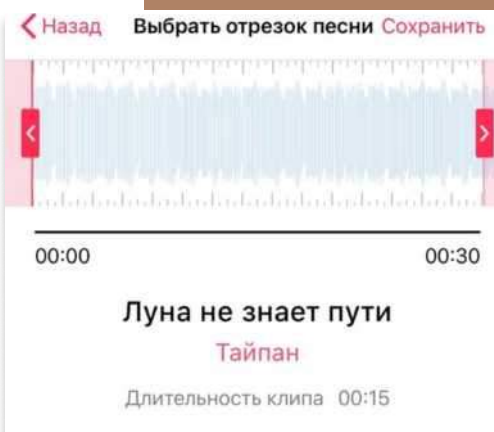 Назад Выбрать отрезок песни Сохранить
00:00 00:30
Луна не знает пути
Тайпан
Длительность клипа 00:15